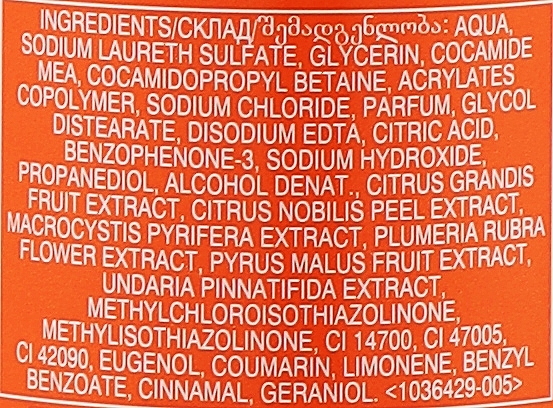 INGREDIENTS/СКЛАД/შემადგენლობა: AQUA,
SODIUM LAURETH SULFATE, GLYCERIN, COCAMIDE
MEA, COCAMIDOPROPYL BETAINE, ACRYLATES
COPOLYMER, SODIUM CHLORIDE, PARFUM, GLYCOL
DISTEARATE, DISODIUM EDTA, CITRIC ACID,
BENZOPHENONE-3, SODIUM HYDROXIDE,
PROPANEDIOL, ALCOHOL DENAT., CITRUS GRANDIS
FRUIT EXTRACT, CITRUS NOBILIS PEEL EXTRACT,
MACROCYSTIS PYRIFERA EXTRACT, PLUMERIA RUBRA
FLOWER EXTRACT, PYRUS MALUS FRUIT EXTRACT,
UNDARIA PINNATIFIDA EXTRACT,
METHYLCHLOROISOTHIAZOLINONE,
METHYLISOTHIAZOLINONE, CI 14700, CI 47005,
CI 42090, EUGENOL, COUMARIN, LIMONENE, BENZYL
BENZOATE, CINNAMAL, GERANIOL. <1036429-005>